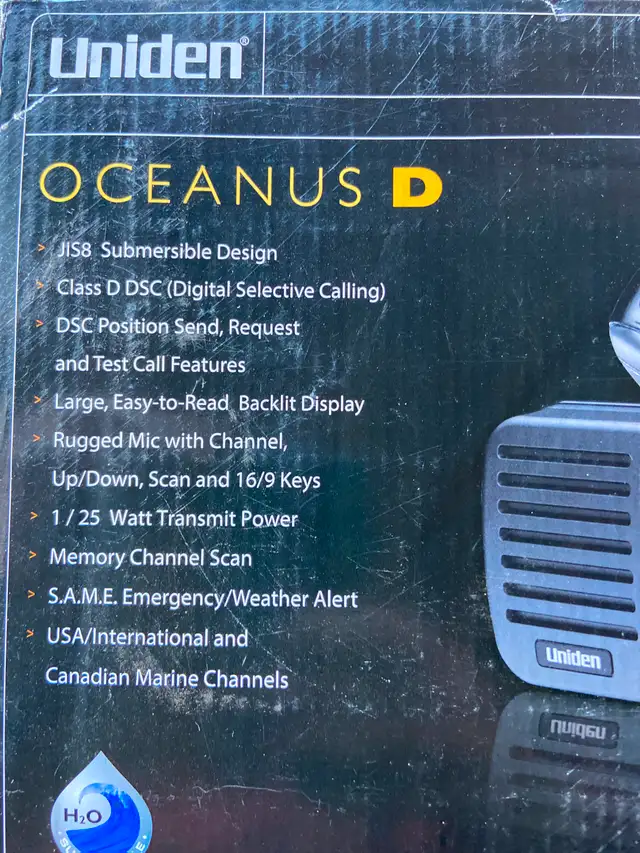 Uniden®
OCEANUS D
> JIS8 Submersible Design
> Class D DSC (Digital Selective Calling)
> DSC Position Send, Request
and Test Call Features
> Large, Easy-to-Read Backlit Display
> Rugged Mic with Channel,
Up/Down, Scan and 16/9 Keys
> 1 / 25 Watt Transmit Power
> Memory Channel Scan
> S.A.M.E. Emergency/Weather Alert
> USA/International and
Canadian Marine Channels
Uniden
Uniden
H₂O